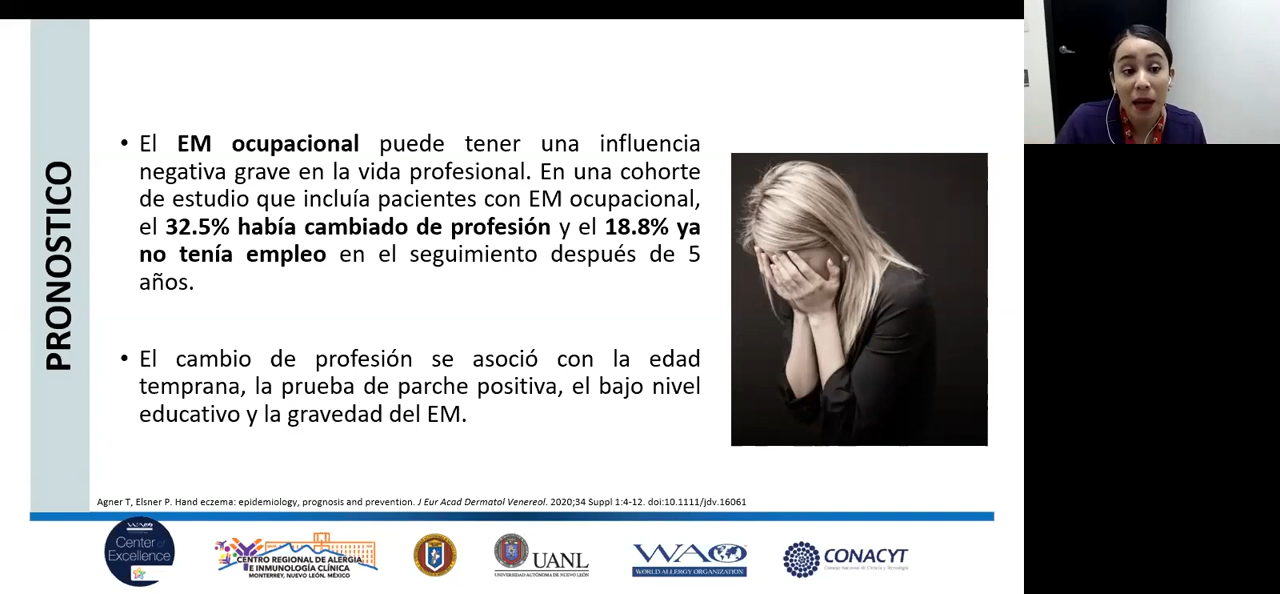 PRONOSTICO
• El EM ocupacional puede tener una influencia
negativa grave en la vida profesional. En una cohorte
de estudio que incluía pacientes con EM ocupacional,
el 32.5% había cambiado de profesión y el 18.8% ya
no tenía empleo en el seguimiento después de 5
años.
• El cambio de profesión se asoció con la edad
temprana, la prueba de parche positiva, el bajo nivel
educativo y la gravedad del EM.
Agner T, Elsner P. Hand eczema: epidemiology, prognosis and prevention. J Eur Acad Dermatol Venereol. 2020;34 Suppl 1:4-12. doi:10.1111/jdv.16061
WAO
Center of
Excellence
CENTRO REGIONAL DE ALERGIA
E INMUNOLOGÍA CLÍNICA
MONTERREY, NUEVO LEÓN, MÉXICO
UANL
UNIVERSIDAD AUTÓNOMA DE NUEVO LEÓN
WAO
WORLD ALLERGY ORGANIZATION
CONACYT
Consejo Nacional de Ciencia y Tecnología